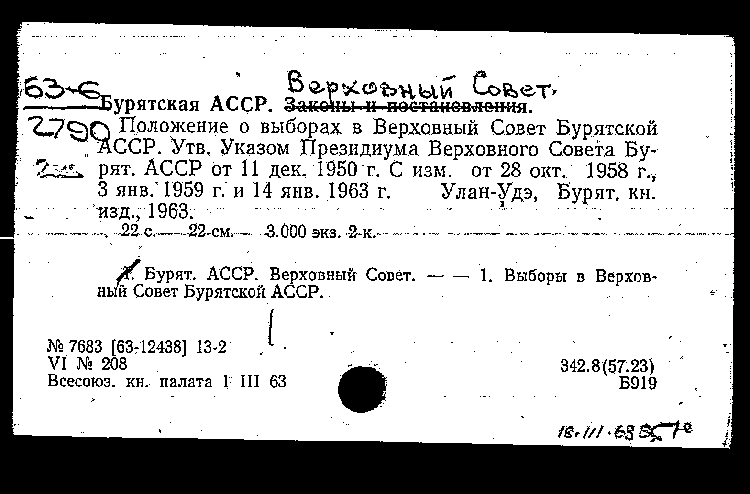 Верховный Совет.
63-6
Бурятская АССР. Законы и постановления.
2790 Положение о выборах в Верховный Совет Бурятской
АССР. Утв. Указом Президиума Верховного Совета Бу-
рят. АССР от 11 дек. 1950 г. С изм. от 28 окт. 1958 г.,
3 янв. 1959 г. и 14 янв. 1963 г. Улан-Удэ, Бурят. кн.
изд., 1963.
22 с. 22 см. 3.000 экз. 2 к.
1. Бурят. АССР. Верховный Совет. — — 1. Выборы в Верхов-
ный Совет Бурятской АССР.
№ 7683 [63-12438] 13-2
VI № 208
342.8(57.23)
Всесоюз. кн. палата 1 III 63
Б919
18.III.63